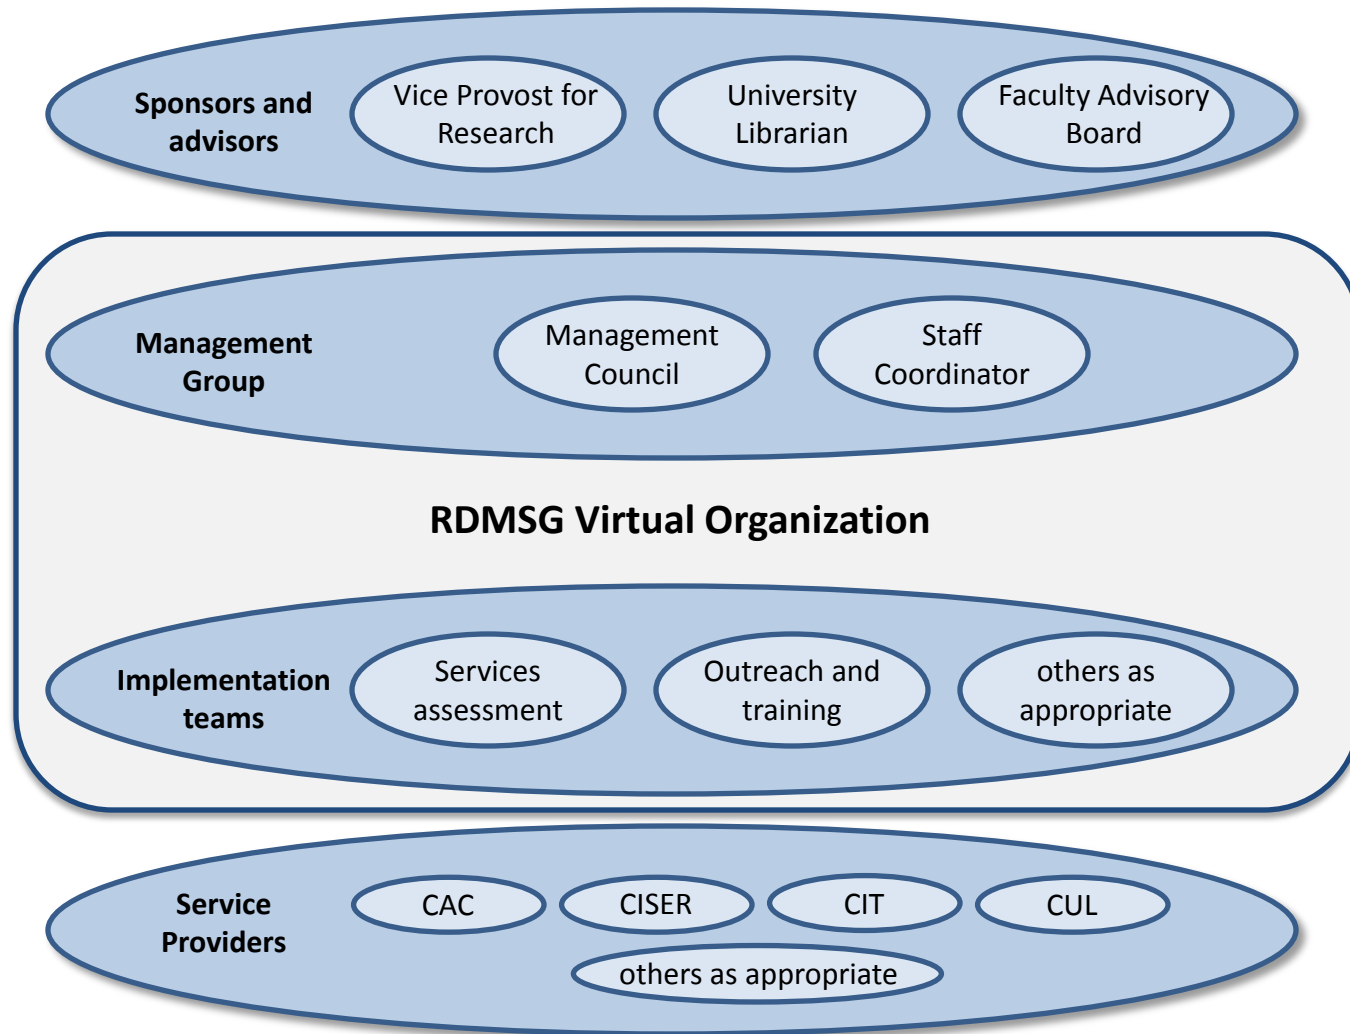 Sponsors and
advisors
Vice Provost for
Research
University
Librarian
Faculty Advisory
Board
Management
Group
Management
Council
Staff
Coordinator
RDMSG Virtual Organization
Implementation
teams
Services
assessment
Outreach and
training
others as
appropriate
Service
Providers
CAC
CISER
CIT
CUL
others as appropriate